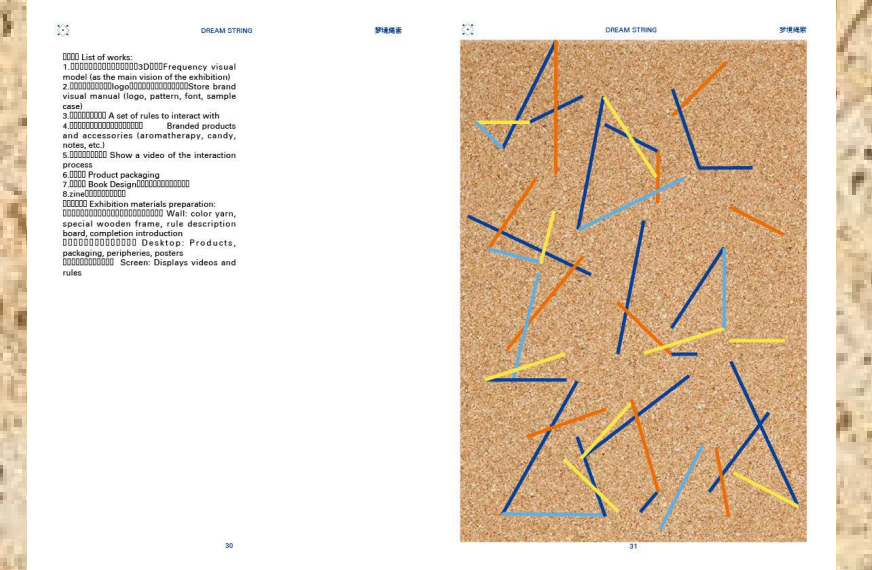 DREAM STRING
梦境绳索
List of works:
1. 3D Frequency visual
model (as the main vision of the exhibition)
2. logo Store brand
visual manual (logo, pattern, font, sample
case)
3. A set of rules to interact with
4. Branded products
and accessories (aromatherapy, candy,
notes, etc.)
5. Show a video of the interaction
process
6. Product packaging
7. Book Design
8.zine
Exhibition materials preparation:
Wall: color yarn,
special wooden frame, rule description
board, completion introduction
Desktop: Products,
packaging, peripheries, posters
Screen: Displays videos and
rules
30
DREAM STRING
梦境绳索
31